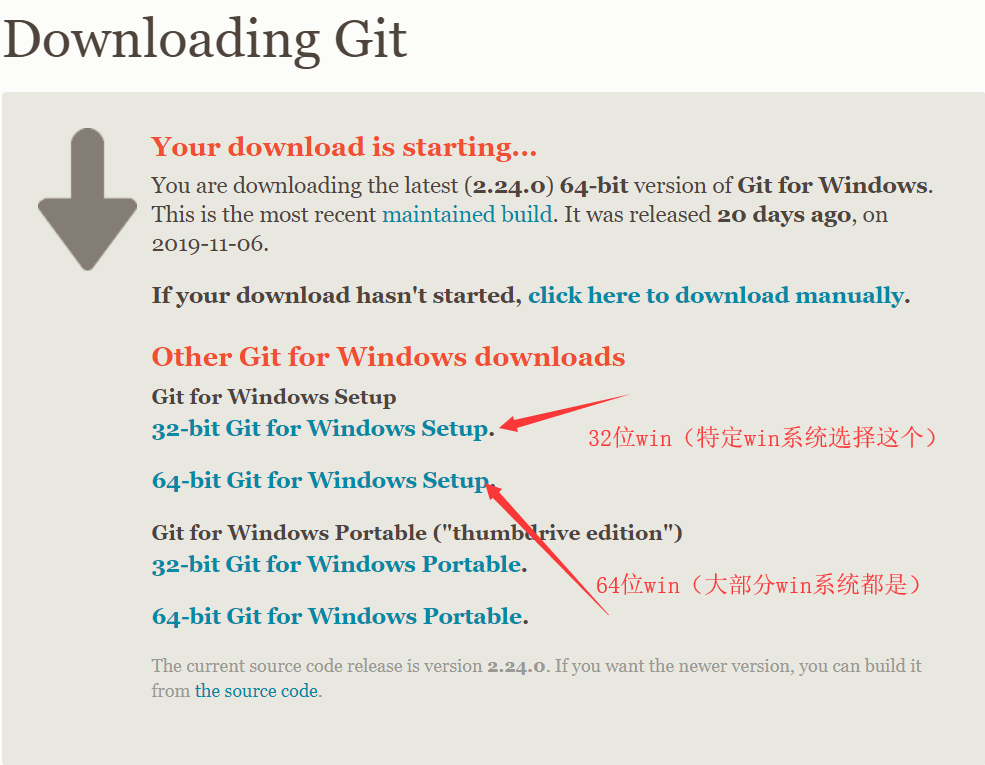 Downloading Git
Your download is starting...
You are downloading the latest (2.24.0) 64-bit version of Git for Windows.
This is the most recent maintained build. It was released 20 days ago, on
2019-11-06.
If your download hasn't started, click here to download manually.
Other Git for Windows downloads
Git for Windows Setup
32-bit Git for Windows Setup.
32位win（特定win系统选择这个）
64-bit Git for Windows Setup.
Git for Windows Portable ("thumbdrive edition")
32-bit Git for Windows Portable.
64位win（大部分win系统都是）
64-bit Git for Windows Portable.
The current source code release is version 2.24.0. If you want the newer version, you can build it
from the source code.